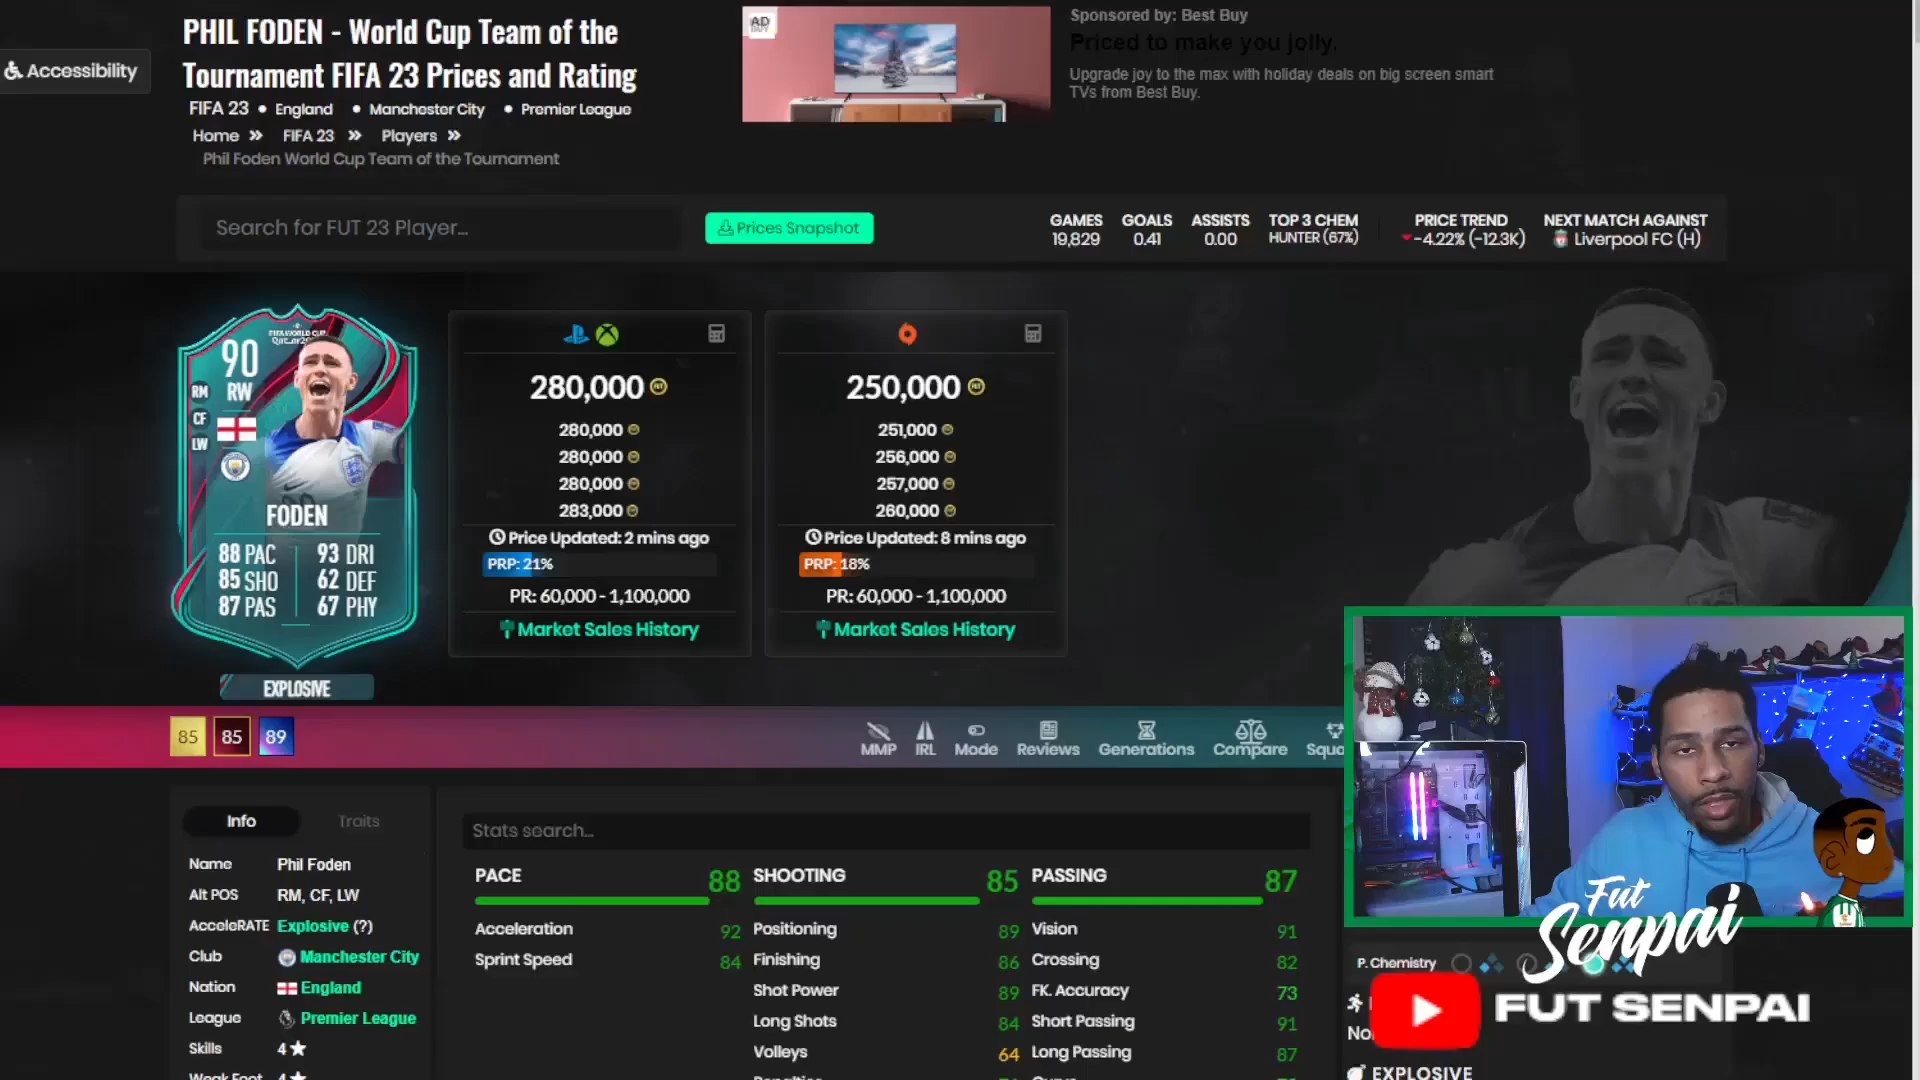 PHIL FODEN - World Cup Team of the
Tournament FIFA 23 Prices and Rating
FIFA 23 • England • Manchester City • Premier League
Home » FIFA 23 » Players »
Phil Foden World Cup Team of the Tournament
Accessibility
AD
Sponsored by: Best Buy
Priced to make you jolly.
Upgrade joy to the max with holiday deals on big screen smart
TVs from Best Buy.
Search for FUT 23 Player...
Prices Snapshot
GAMES GOALS ASSISTS TOP 3 CHEM PRICE TREND NEXT MATCH AGAINST
19,829 0.41 0.00 HUNTER (67%) -4.22% (-12.3K) Liverpool FC (H)
FIFA WORLD CUP
90
RW
RM
CF
LW
FODEN
88 PAC 93 DRI
85 SHO 62 DEF
87 PAS 67 PHY
EXPLOSIVE
280,000
280,000
280,000
280,000
283,000
Price Updated: 2 mins ago
PRP: 21%
PR: 60,000 - 1,100,000
Market Sales History
250,000
251,000
256,000
257,000
260,000
Price Updated: 8 mins ago
PRP: 18%
PR: 60,000 - 1,100,000
Market Sales History
85 85 89
MMP IRL Mode Reviews Generations Compare Squa
Info Traits
Name Phil Foden
Alt POS RM, CF, LW
AcceleRATE Explosive (?)
Club Manchester City
Nation England
League Premier League
Skills 4
Weak Foot 4
Stats search...
PACE 88
Acceleration 92
Sprint Speed 84
SHOOTING 85
Positioning 89
Finishing 86
Shot Power 89
Long Shots 84
Volleys 64
PASSING 87
Vision 91
Crossing 82
FK. Accuracy 73
Short Passing 91
Long Passing 87
P. Chemistry
EXPLOSIVE
Fut
Senpai
FUT SENPAI